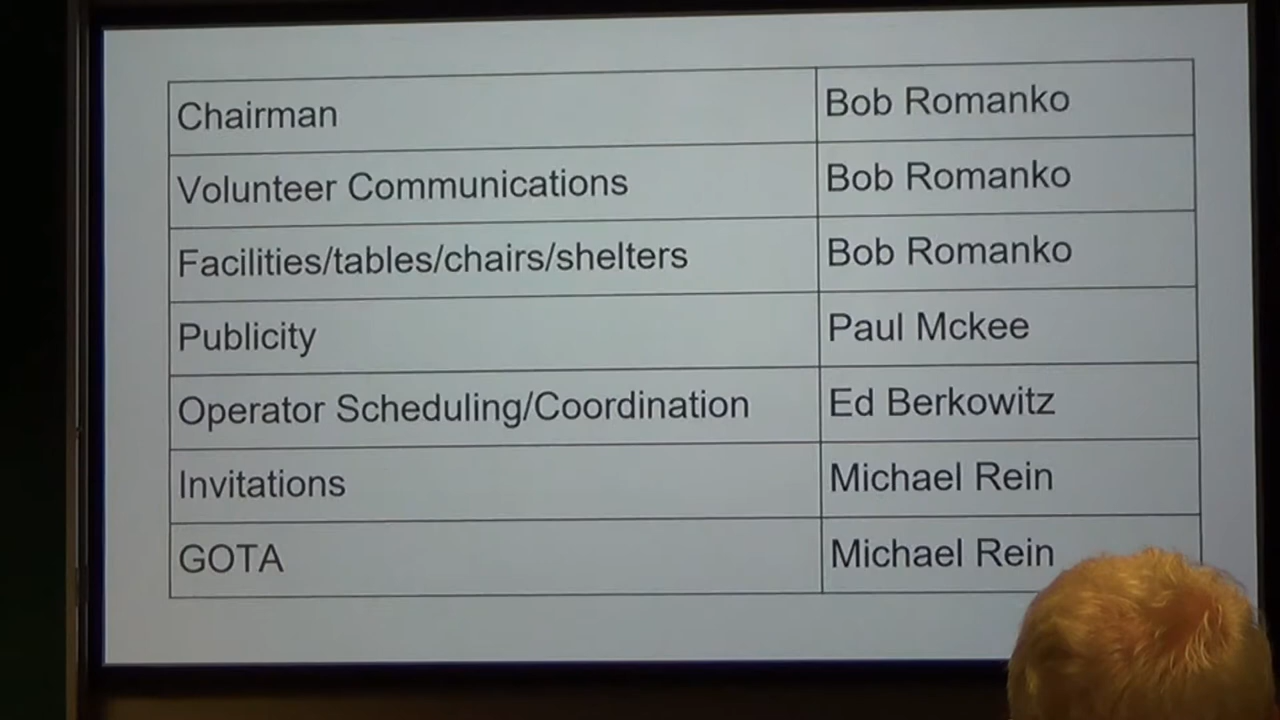 Chairman Bob Romanko
Volunteer Communications Bob Romanko
Facilities/tables/chairs/shelters Bob Romanko
Publicity Paul Mckee
Operator Scheduling/Coordination Ed Berkowitz
Invitations Michael Rein
GOTA Michael Rein